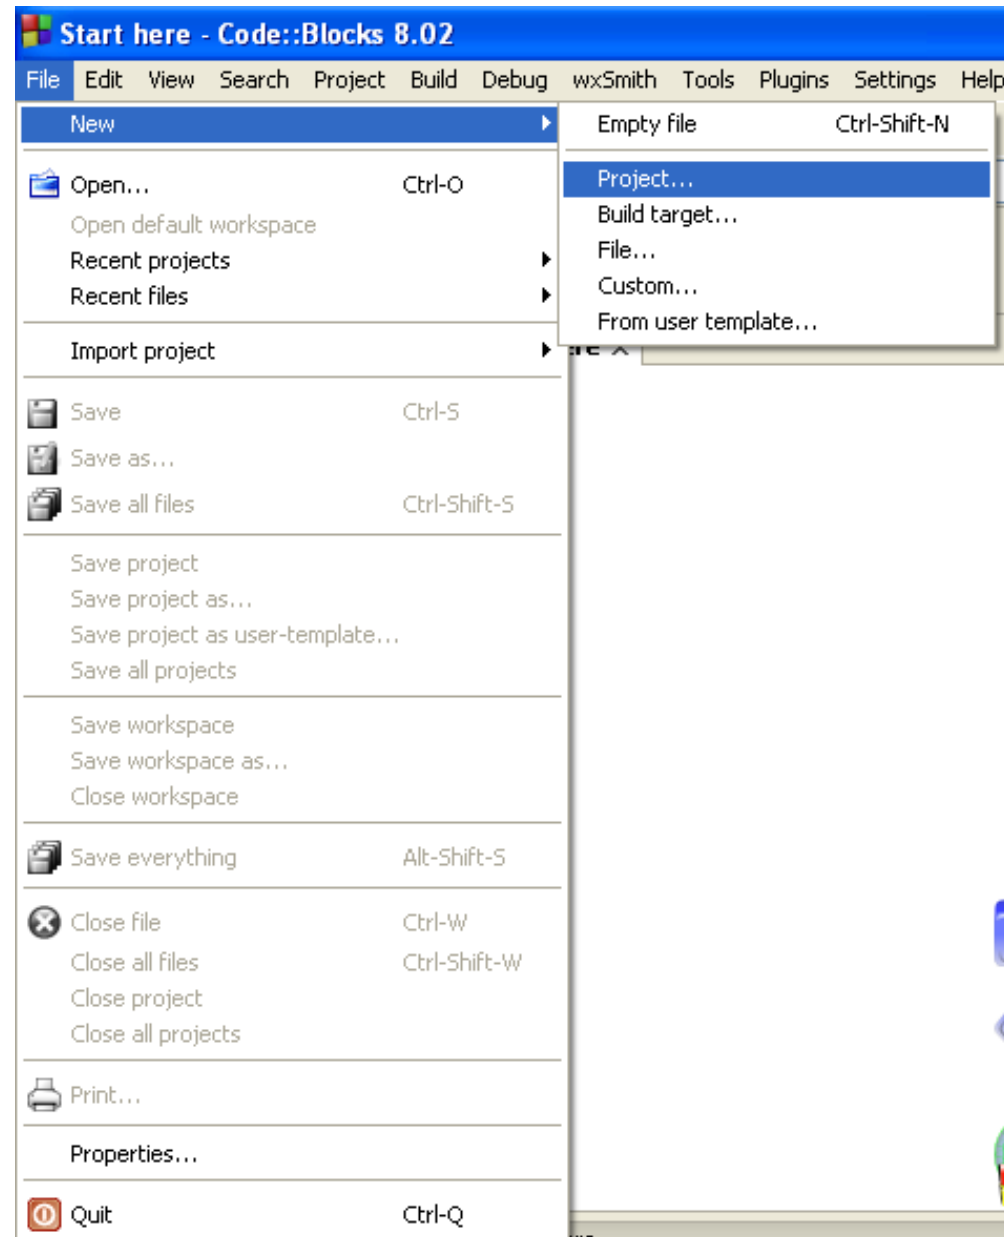 Start here - Code::Blocks 8.02
File Edit View Search Project Build Debug wxSmith Tools Plugins Settings Help
New
Empty file Ctrl-Shift-N
Project...
Build target...
File...
Custom...
From user template...
Open... Ctrl-O
Open default workspace
Recent projects
Recent files
Import project
Save Ctrl-S
Save as...
Save all files Ctrl-Shift-S
Save project
Save project as...
Save project as user-template...
Save all projects
Save workspace
Save workspace as...
Close workspace
Save everything Alt-Shift-S
Close file Ctrl-W
Close all files Ctrl-Shift-W
Close project
Close all projects
Print...
Properties...
Quit Ctrl-Q